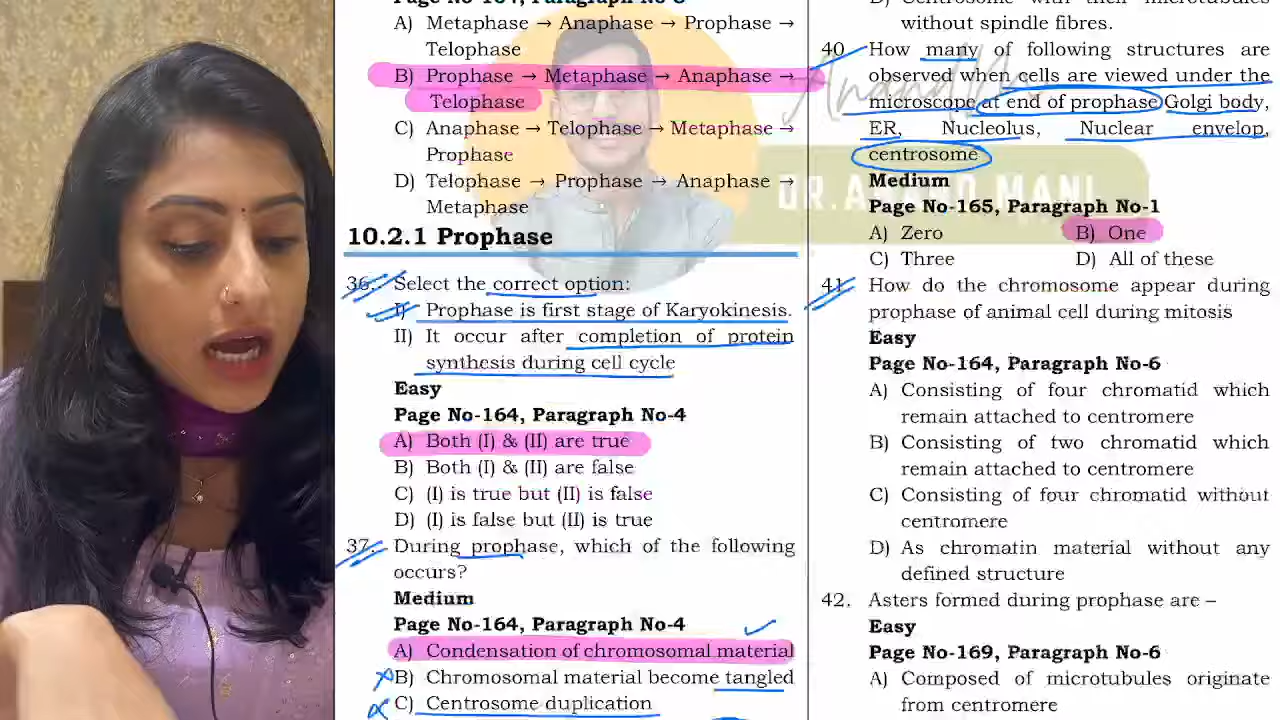 A) Metaphase → Anaphase → Prophase →
Telophase
B) Prophase → Metaphase → Anaphase →
Telophase
C) Anaphase → Telophase → Metaphase →
Prophase
D) Telophase → Prophase → Anaphase →
Metaphase
10.2.1 Prophase
36. Select the correct option:
I) Prophase is first stage of Karyokinesis.
II) It occur after completion of protein
synthesis during cell cycle
Easy
Page No-164, Paragraph No-4
A) Both (I) & (II) are true
B) Both (I) & (II) are false
C) (I) is true but (II) is false
D) (I) is false but (II) is true
37. During prophase, which of the following
occurs?
Medium
Page No-164, Paragraph No-4
A) Condensation of chromosomal material
B) Chromosomal material become tangled
C) Centrosome duplication
without spindle fibres.
40. How many of following structures are
observed when cells are viewed under the
microscope at end of prophase Golgi body,
ER, Nucleolus, Nuclear envelop,
centrosome
Medium
Page No-165, Paragraph No-1
A) Zero B) One
C) Three D) All of these
41. How do the chromosome appear during
prophase of animal cell during mitosis
Easy
Page No-164, Paragraph No-6
A) Consisting of four chromatid which
remain attached to centromere
B) Consisting of two chromatid which
remain attached to centromere
C) Consisting of four chromatid without
centromere
D) As chromatin material without any
defined structure
42. Asters formed during prophase are –
Easy
Page No-169, Paragraph No-6
A) Composed of microtubules originate
from centromere